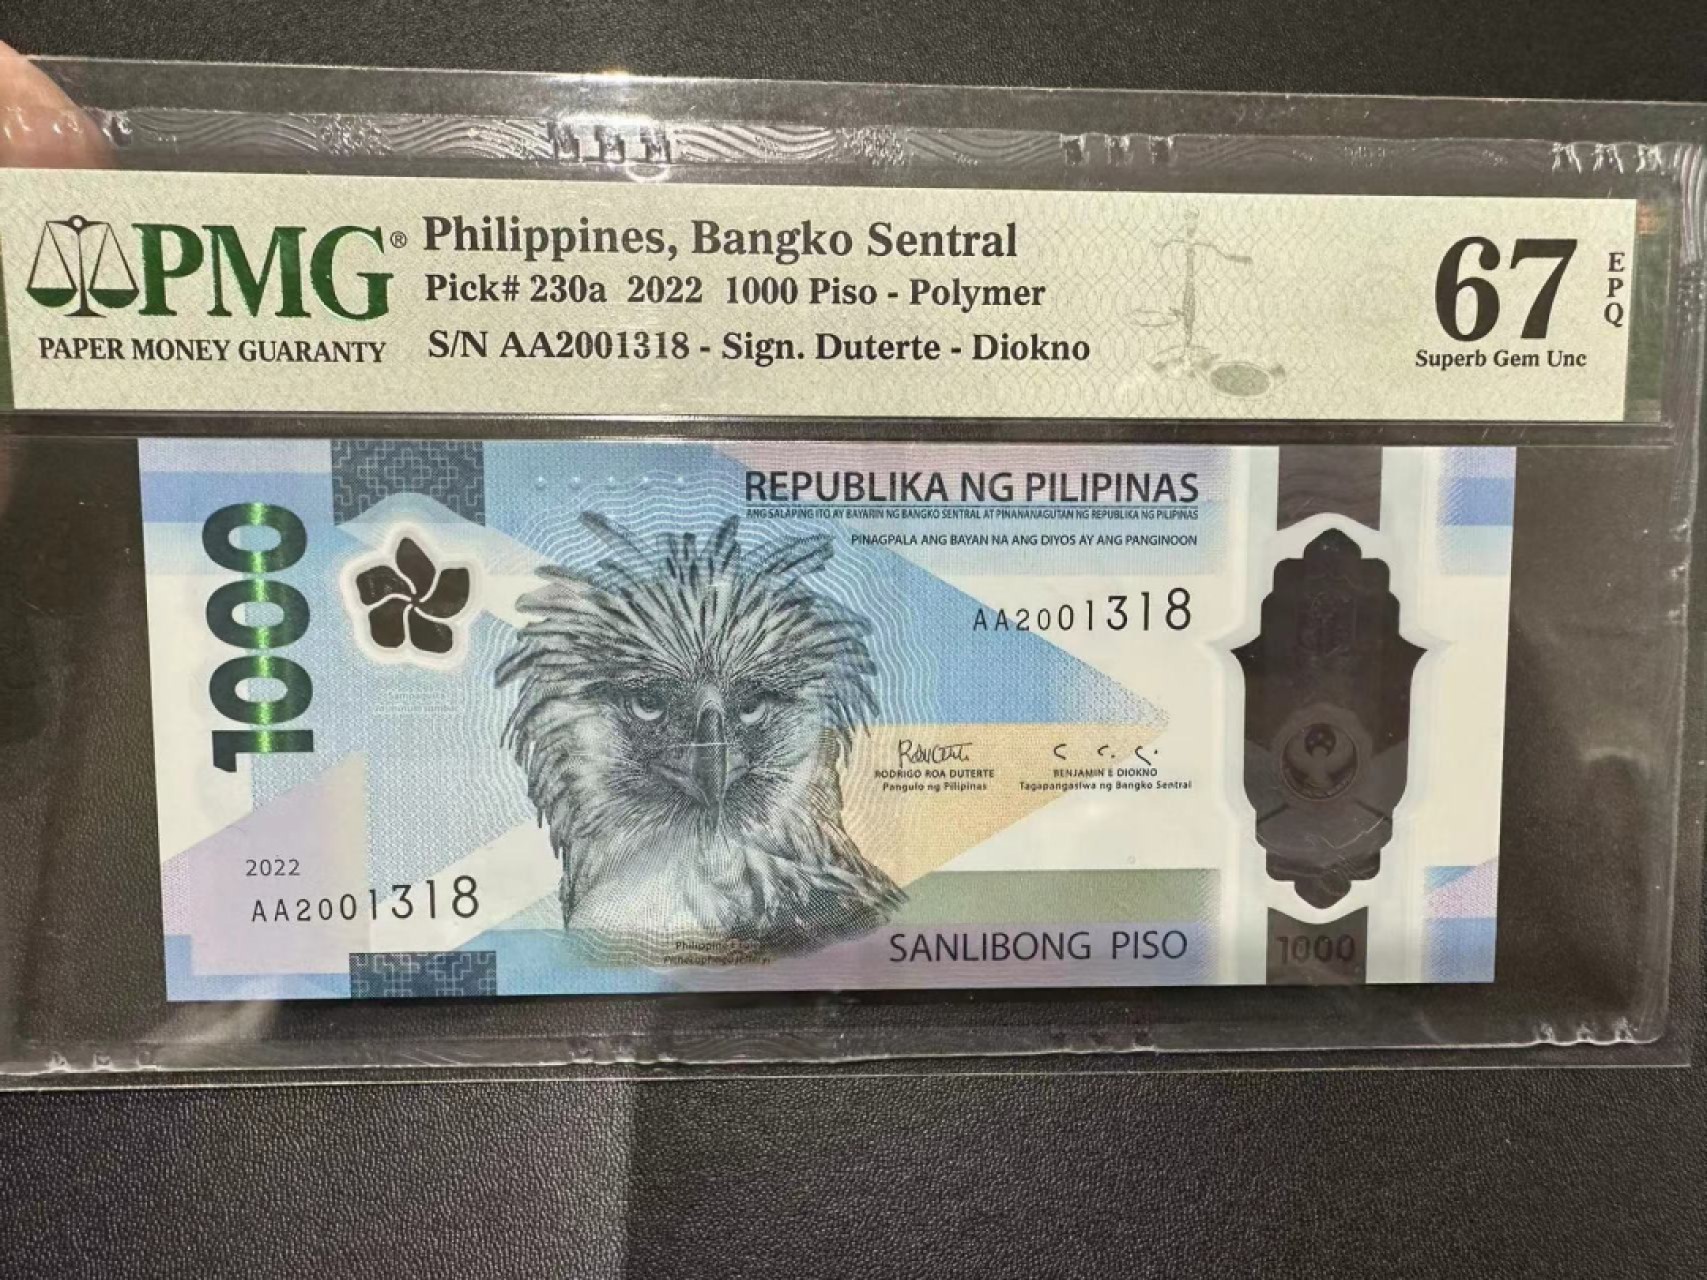 PMG®
PAPER MONEY GUARANTY
Philippines, Bangko Sentral
Pick# 230a 2022 1000 Piso - Polymer
S/N AA2001318 - Sign. Duterte - Diokno
67
EPQ
Superb Gem Unc
1000
REPUBLIKA NG PILIPINAS
ANG SALAPING ITO AY BAYARIN NG BANGKO SENTRAL AT PINANANAGUTAN NG REPUBLIKA NG PILIPINAS
PINAGPALA ANG BAYAN NA ANG DIYOS AY ANG PANGINOON
AA2001318
Sampaguita
RODRIGO ROA DUTERTE
Pangulo ng Pilipinas
BENJAMIN E DIOKNO
Tagapangasiwa ng Bangko Sentral
2022
AA2001318
Philippine Eagle
SANLIBONG PISO
1000